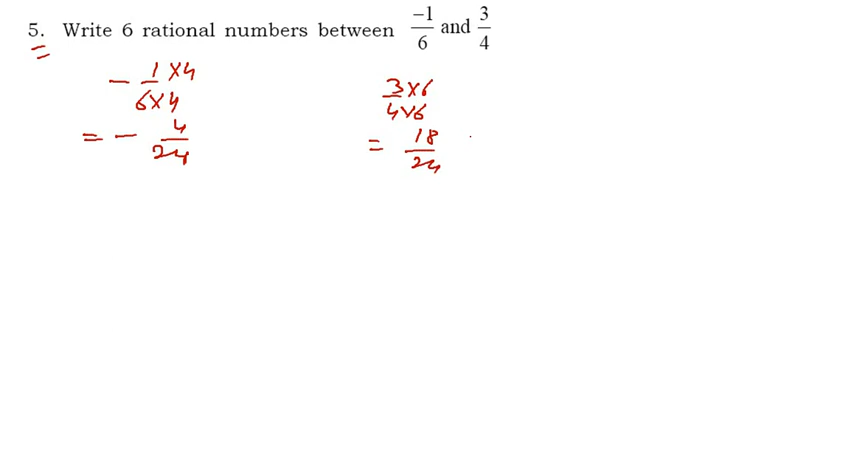 5. Write 6 rational numbers between -1/6 and 3/4
- 1×4/6×4
3×6/4×6
= - 4/24
= 18/24